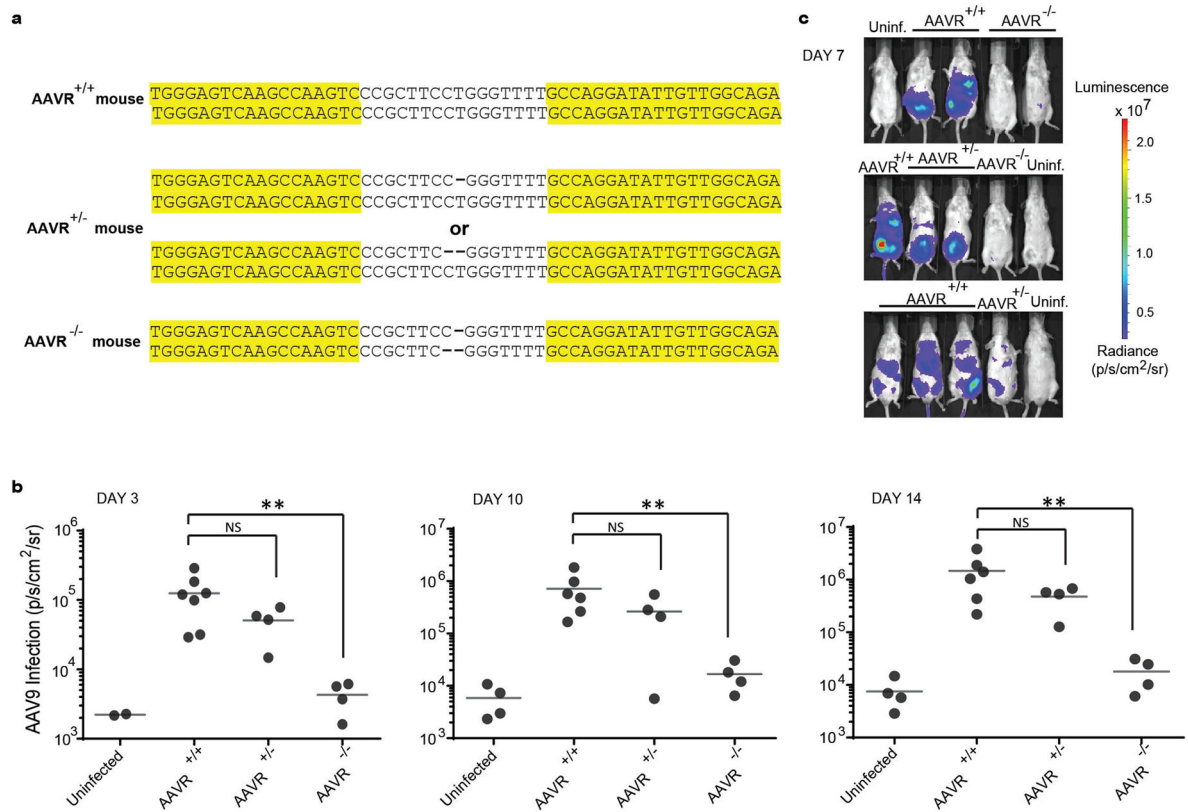 a
AAVR+/+ mouse
TGGGAGTCAAGCCAAGTCCCGCTTCCTGGGTTTTGCCAGGATATTGTTGGCAGA
TGGGAGTCAAGCCAAGTCCCGCTTCCTGGGTTTTGCCAGGATATTGTTGGCAGA
AAVR+/- mouse
TGGGAGTCAAGCCAAGTCCCGCTTCC-GGGTTTTGCCAGGATATTGTTGGCAGA
TGGGAGTCAAGCCAAGTCCCGCTTCCTGGGTTTTGCCAGGATATTGTTGGCAGA
or
TGGGAGTCAAGCCAAGTCCCGCTTC--GGGTTTTGCCAGGATATTGTTGGCAGA
TGGGAGTCAAGCCAAGTCCCGCTTCCTGGGTTTTGCCAGGATATTGTTGGCAGA
AAVR-/- mouse
TGGGAGTCAAGCCAAGTCCCGCTTCC-GGGTTTTGCCAGGATATTGTTGGCAGA
TGGGAGTCAAGCCAAGTCCCGCTTC--GGGTTTTGCCAGGATATTGTTGGCAGA
c
DAY 7
Uninf. AAVR+/+ AAVR-/-
AAVR+/+ AAVR+/- AAVR-/- Uninf.
AAVR+/+ AAVR+/- Uninf.
Luminescence
x 10^7
2.0
1.5
1.0
0.5
Radiance
(p/s/cm²/sr)
b
AAV9 Infection (p/s/cm²/sr)
DAY 3
**
NS
10^6
10^5
10^4
10^3
Uninfected
AAVR +/+
AAVR +/-
AAVR -/-
DAY 10
**
NS
10^7
10^6
10^5
10^4
10^3
Uninfected
AAVR +/+
AAVR +/-
AAVR -/-
DAY 14
**
NS
10^7
10^6
10^5
10^4
10^3
Uninfected
AAVR +/+
AAVR +/-
AAVR -/-